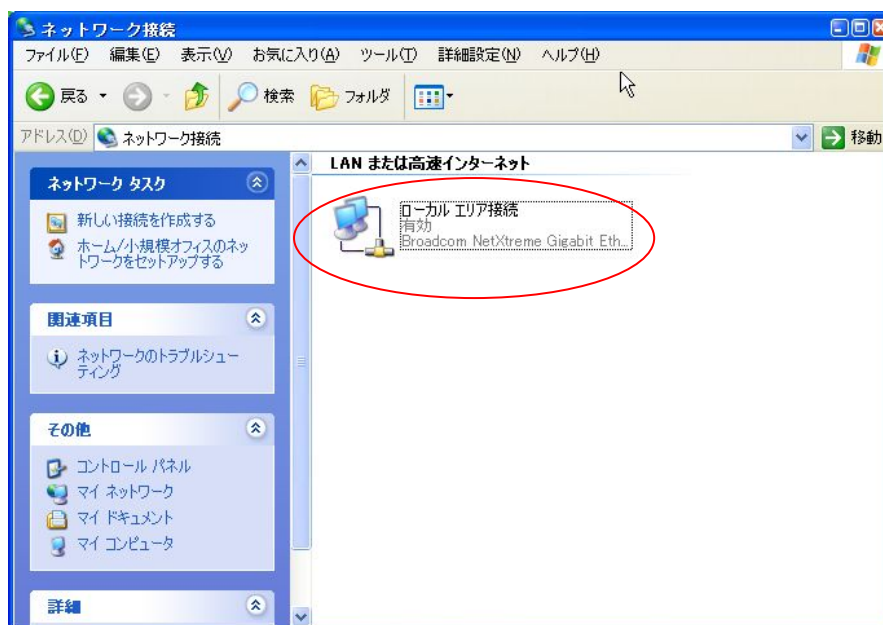 ネットワーク接続
ファイル(F) 編集(E) 表示(V) お気に入り(A) ツール(T) 詳細設定(N) ヘルプ(H)
戻る 検索 フォルダ
アドレス(D) ネットワーク接続 移動
ネットワーク タスク
新しい接続を作成する
ホーム/小規模オフィスのネッ
トワークをセットアップする
関連項目
ネットワークのトラブルシュー
ティング
その他
コントロール パネル
マイ ネットワーク
マイ ドキュメント
マイ コンピュータ
詳細
LAN または高速インターネット
ローカル エリア接続
有効
Broadcom NetXtreme Gigabit Eth...